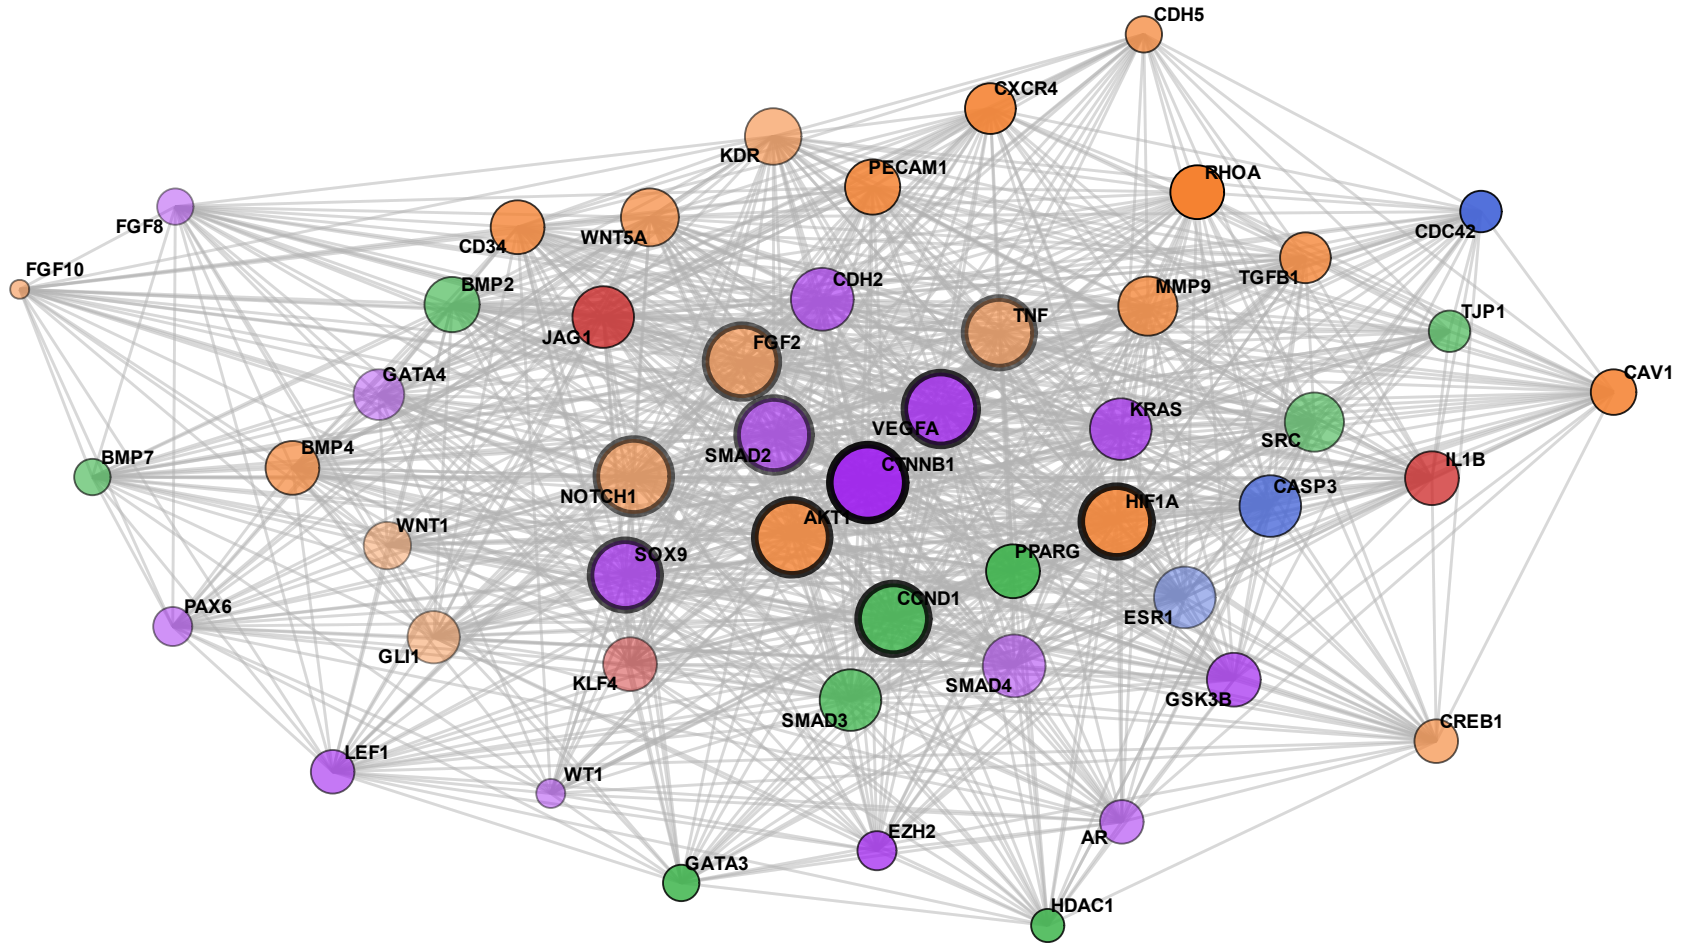 CDH5
CXCR4
KDR
PECAM1
RHOA
FGF8
CD34
WNT5A
CDC42
FGF10
BMP2
CDH2
MMP9
TGFB1
TJP1
JAG1
FGF2
TNF
GATA4
CAV1
KRAS
VEGFA
SRC
BMP7
BMP4
SMAD2
CTNNB1
IL1B
NOTCH1
CASP3
HIF1A
AKT1
WNT1
SOX9
PPARG
PAX6
CCND1
ESR1
GLI1
KLF4
SMAD4
GSK3B
SMAD3
CREB1
LEF1
WT1
EZH2
AR
GATA3
HDAC1